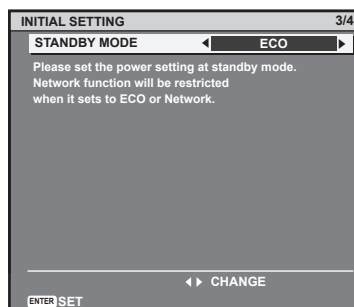 INITIAL SETTING 3/4
STANDBY MODE ECO
Please set the power setting at standby mode.
Network function will be restricted
when it sets to ECO or Network.
CHANGE
ENTER SET